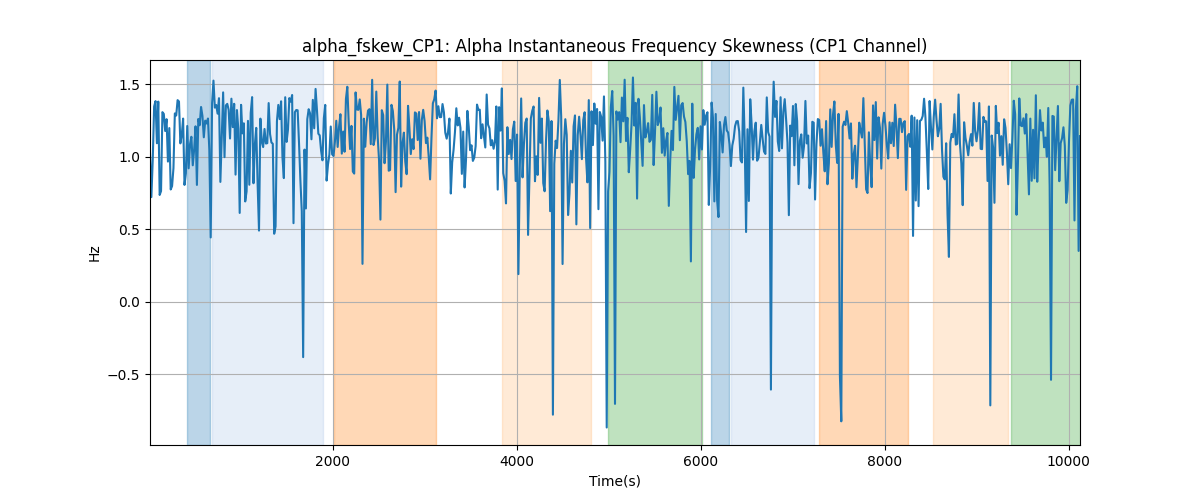 alpha_fskew_CP1: Alpha Instantaneous Frequency Skewness (CP1 Channel)
1.5
1.0
0.5
0.0
−0.5
Hz
2000 4000 6000 8000 10000
Time(s)